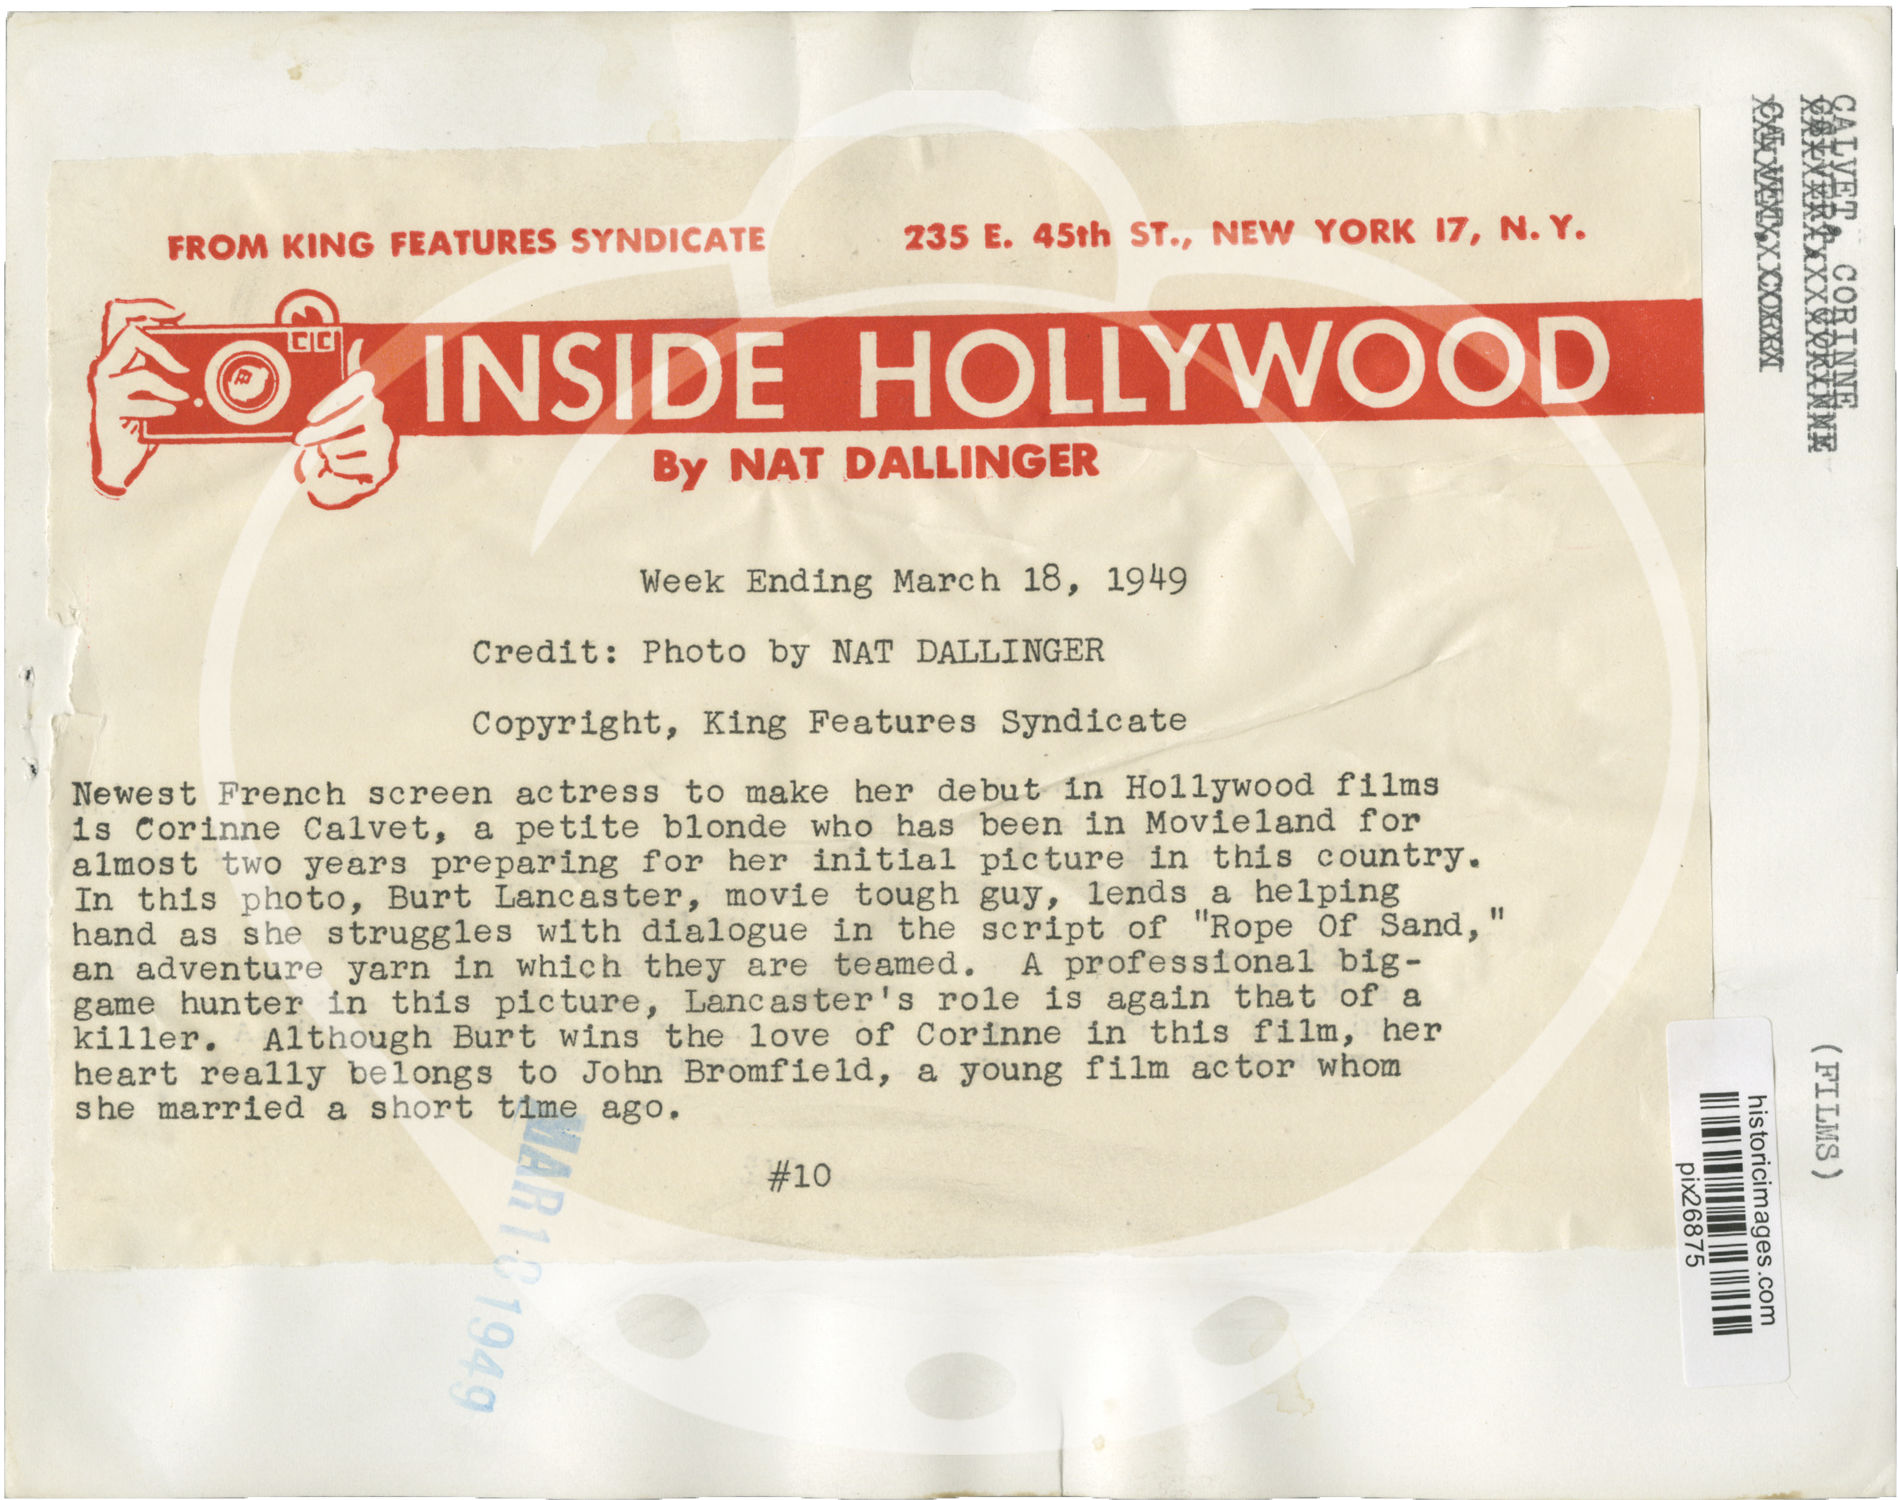 FROM KING FEATURES SYNDICATE 235 E. 45th ST., NEW YORK 17, N. Y.
INSIDE HOLLYWOOD
By NAT DALLINGER
Week Ending March 18, 1949
Credit: Photo by NAT DALLINGER
Copyright, King Features Syndicate
Newest French screen actress to make her debut in Hollywood films
is Corinne Calvet, a petite blonde who has been in Movieland for
almost two years preparing for her initial picture in this country.
In this photo, Burt Lancaster, movie tough guy, lends a helping
hand as she struggles with dialogue in the script of "Rope Of Sand,"
an adventure yarn in which they are teamed. A professional big-
game hunter in this picture, Lancaster's role is again that of a
killer. Although Burt wins the love of Corinne in this film, her
heart really belongs to John Bromfield, a young film actor whom
she married a short time ago.
#10
MAR 1 1949
CALVET, CORINNE
(FILMS)
historicimages.com
pix26875